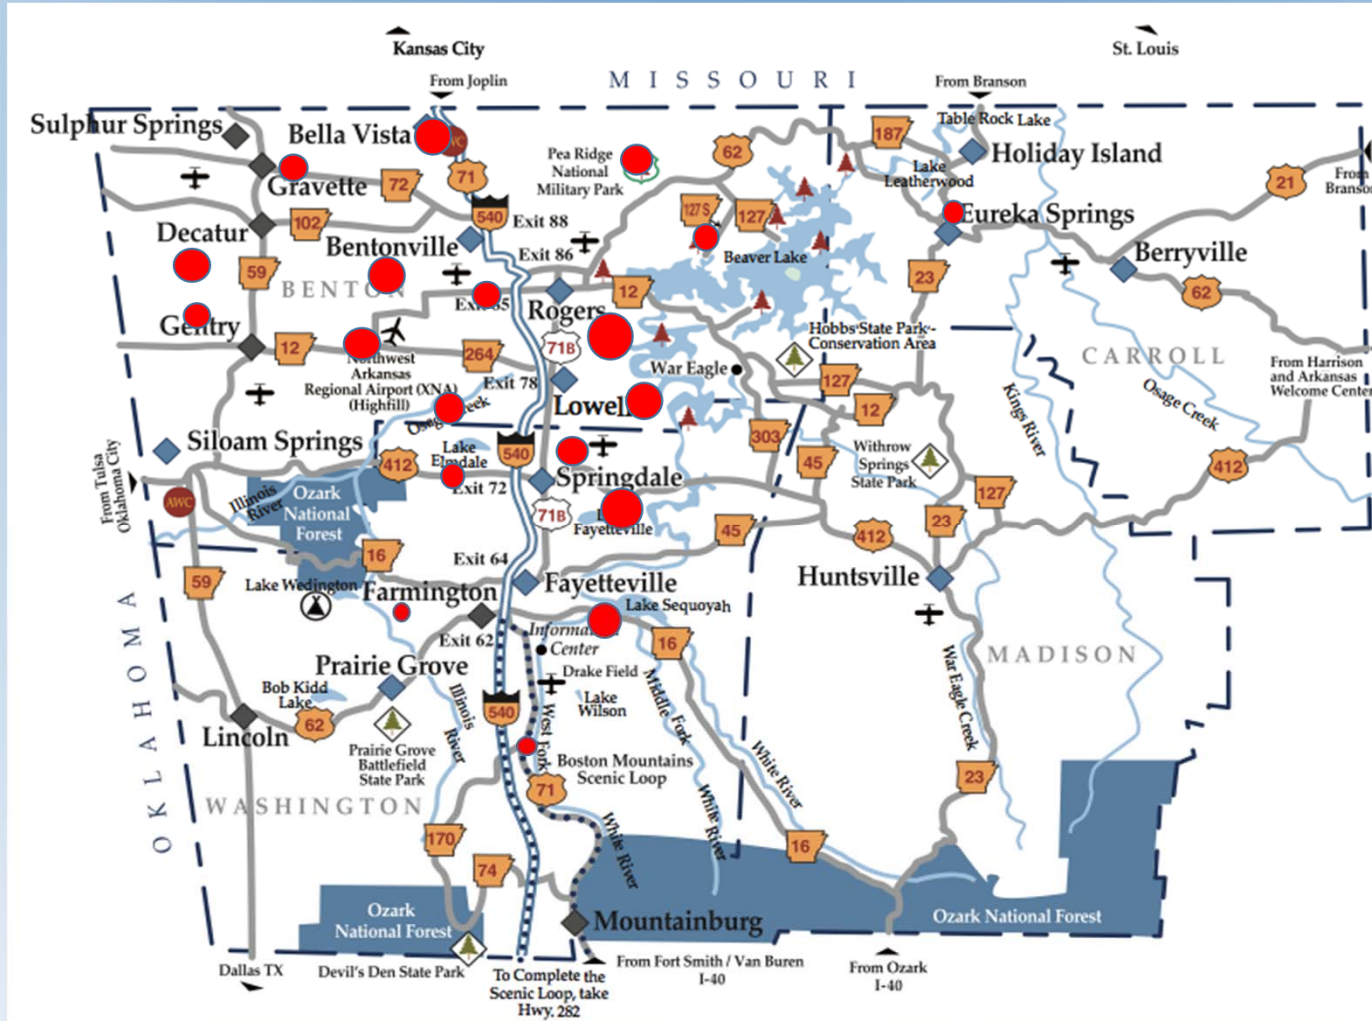 Kansas City
St. Louis
From Joplin
MISSOURI
From Branson
Sulphur Springs
Bella Vista
Table Rock Lake
187
62
Pea Ridge
National
Military Park
Holiday Island
Lake
Leatherwood
21
From
Gravette
72
71
540
Exit 88
127 S
127
Eureka Springs
Decatur
102
Bentonville
Exit 86
Beaver Lake
Berryville
59
BENTON
23
62
12
Rogers
Gentry
12
264
71B
Hobbs State Park-
Conservation Area
CARROLL
From Harrison
and Arkansas
Welcome Center
Northwest
Arkansas
Regional Airport (XNA)
(Highfill)
Exit 78
War Eagle
127
12
Kings River
Osage Creek
Lowell
Siloam Springs
412
Lake
Elmdale
540
303
45
Withrow
Springs
State Park
412
From Tulsa
Oklahoma City
Exit 72
Springdale
127
AWC
Illinois
River
Ozark
National
Forest
71B
Fayetteville
45
412
23
16
Exit 64
59
Lake Wedington
Farmington
Fayetteville
Huntsville
Lake Sequoyah
OKLAHOMA
Exit 62
Center
16
MADISON
Prairie Grove
Drake Field
Lake
Wilson
Bob Kidd
Lake
62
Lincoln
Illinois
River
540
West Fork
Middle
Fork
White River
War Eagle Creek
Prairie Grove
Battlefield
State Park
Boston Mountains
Scenic Loop
71
White River
23
WASHINGTON
170
74
White River
16
Ozark
National Forest
Mountainburg
Ozark National Forest
Dallas TX
Devil's Den State Park
To Complete the
Scenic Loop, take
Hwy. 282
From Fort Smith / Van Buren
I-40
From Ozark
I-40